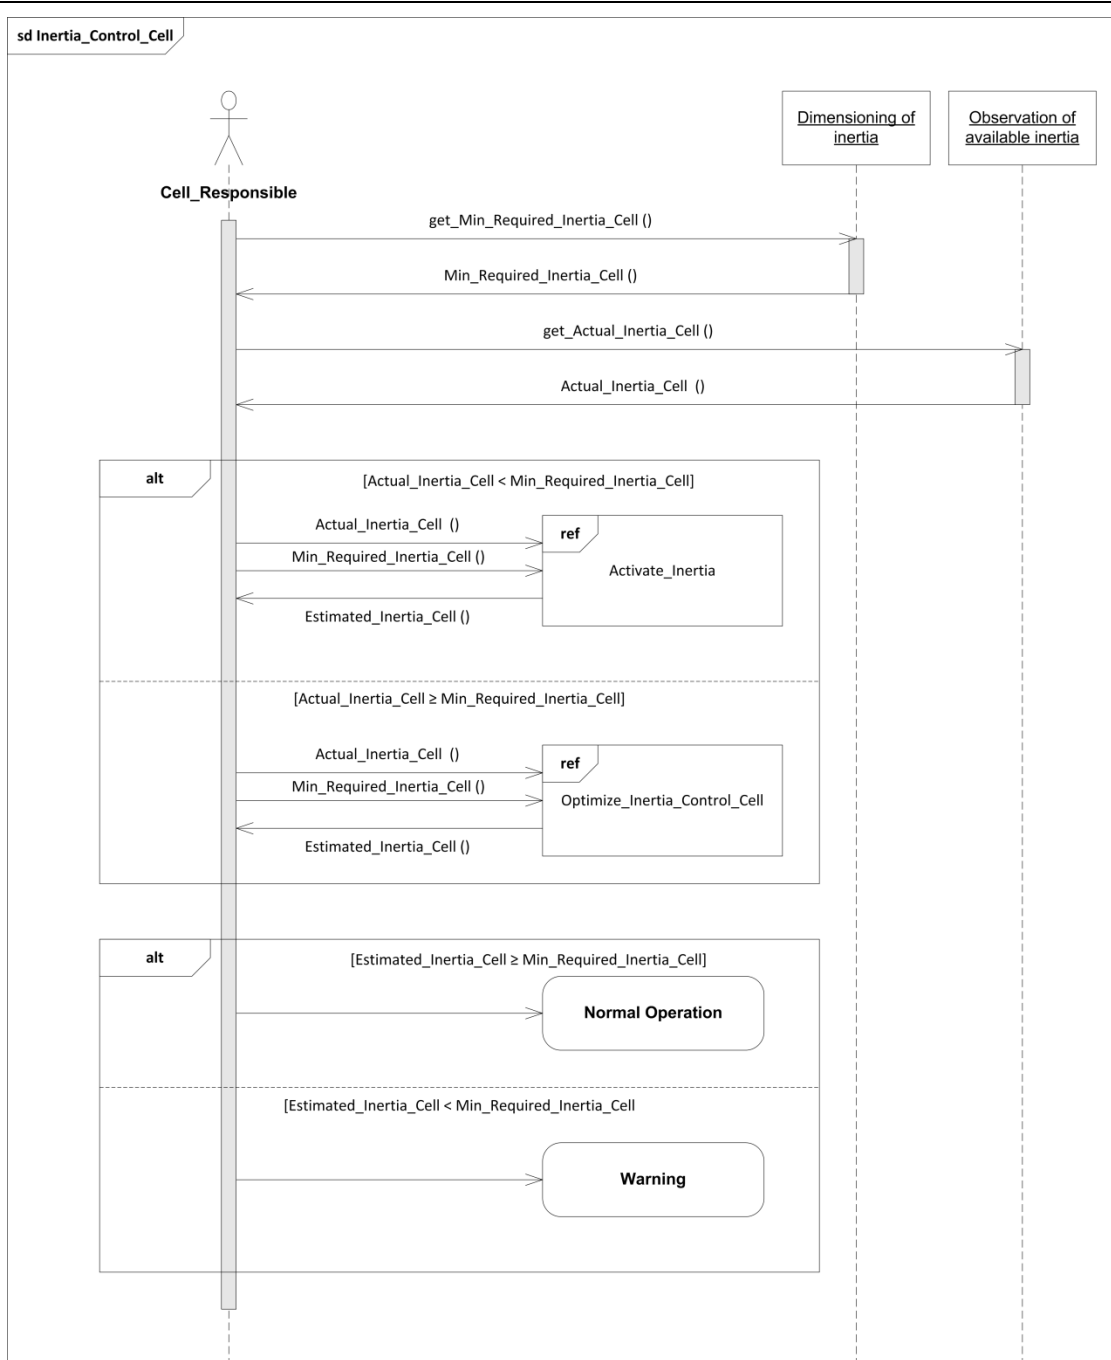 sd Inertia_Control_Cell
Dimensioning of
inertia
Observation of
available inertia
Cell_Responsible
get_Min_Required_Inertia_Cell ()
Min_Required_Inertia_Cell ()
get_Actual_Inertia_Cell ()
Actual_Inertia_Cell ()
alt
[Actual_Inertia_Cell < Min_Required_Inertia_Cell]
Actual_Inertia_Cell ()
ref
Min_Required_Inertia_Cell ()
Activate_Inertia
Estimated_Inertia_Cell ()
[Actual_Inertia_Cell ≥ Min_Required_Inertia_Cell]
Actual_Inertia_Cell ()
ref
Min_Required_Inertia_Cell ()
Optimize_Inertia_Control_Cell
Estimated_Inertia_Cell ()
alt
[Estimated_Inertia_Cell ≥ Min_Required_Inertia_Cell]
Normal Operation
[Estimated_Inertia_Cell < Min_Required_Inertia_Cell
Warning